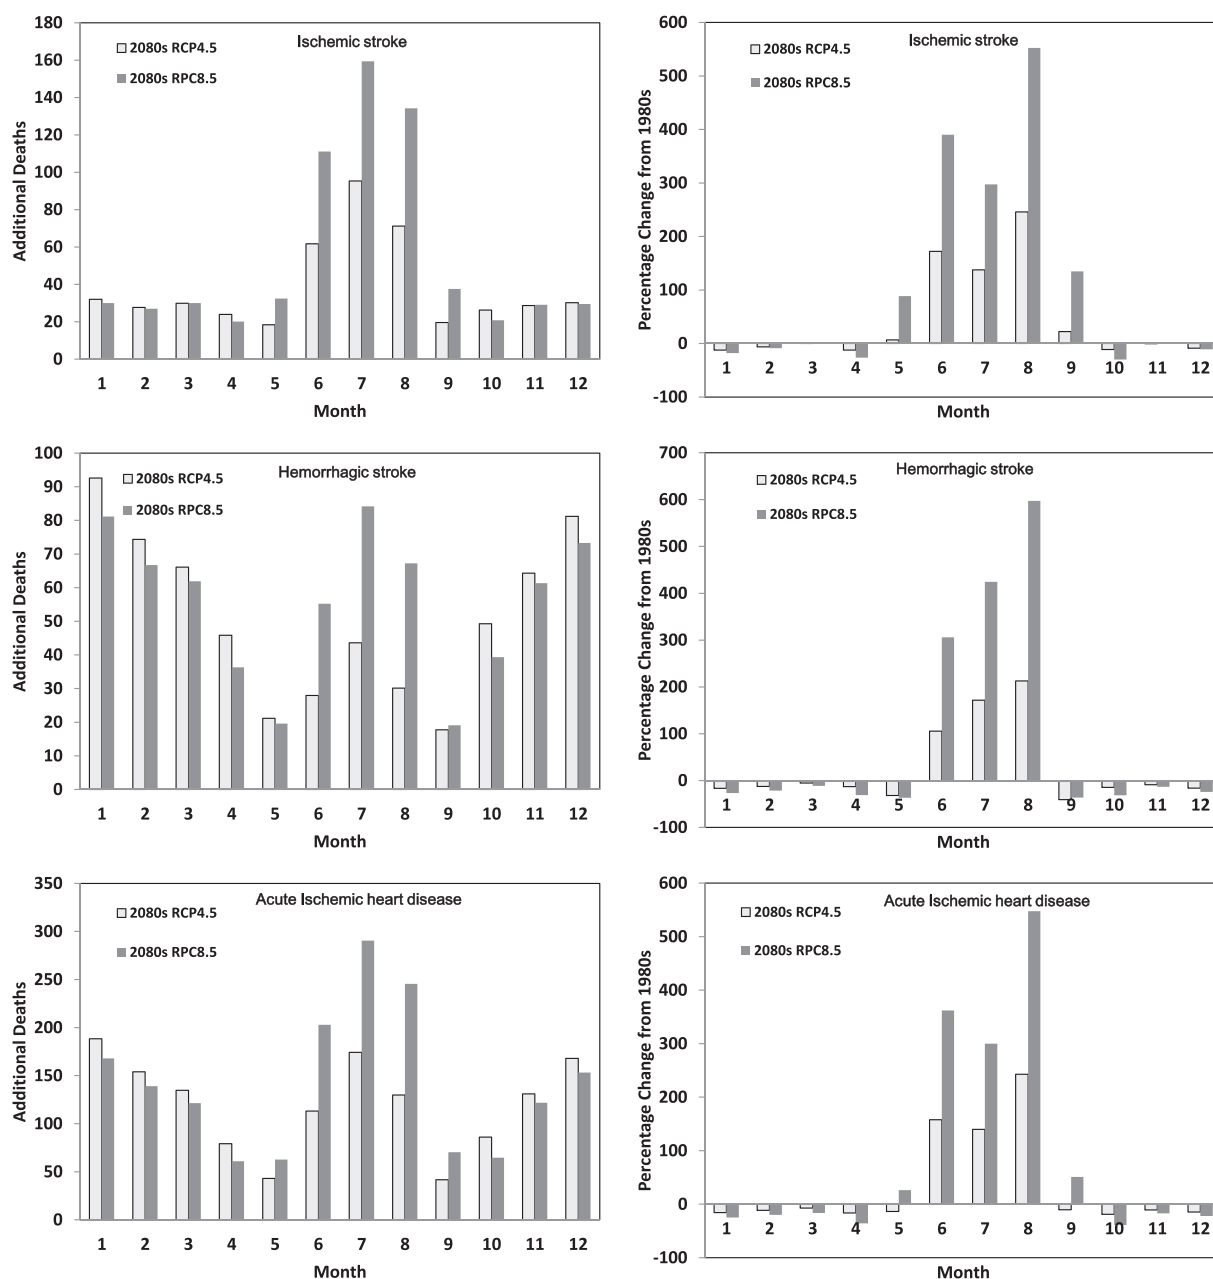 180
160
140
120
100
80
60
40
20
0
Additional Deaths
Ischemic stroke
2080s RCP4.5
2080s RPC8.5
1 2 3 4 5 6 7 8 9 10 11 12
Month
600
500
400
300
200
100
0
-100
Percentage Change from 1980s
Ischemic stroke
2080s RCP4.5
2080s RPC8.5
1 2 3 4 5 6 7 8 9 10 11 12
Month
100
90
80
70
60
50
40
30
20
10
0
Additional Deaths
Hemorrhagic stroke
2080s RCP4.5
2080s RPC8.5
1 2 3 4 5 6 7 8 9 10 11 12
Month
700
600
500
400
300
200
100
0
-100
Percentage Change from 1980s
Hemorrhagic stroke
2080s RCP4.5
2080s RPC8.5
1 2 3 4 5 6 7 8 9 10 11 12
Month
350
300
250
200
150
100
50
0
Additional Deaths
Acute Ischemic heart disease
2080s RCP4.5
2080s RPC8.5
1 2 3 4 5 6 7 8 9 10 11 12
Month
600
500
400
300
200
100
0
-100
Percentage Change from 1980s
Acute Ischemic heart disease
2080s RCP4.5
2080s RPC8.5
1 2 3 4 5 6 7 8 9 10 11 12
Month